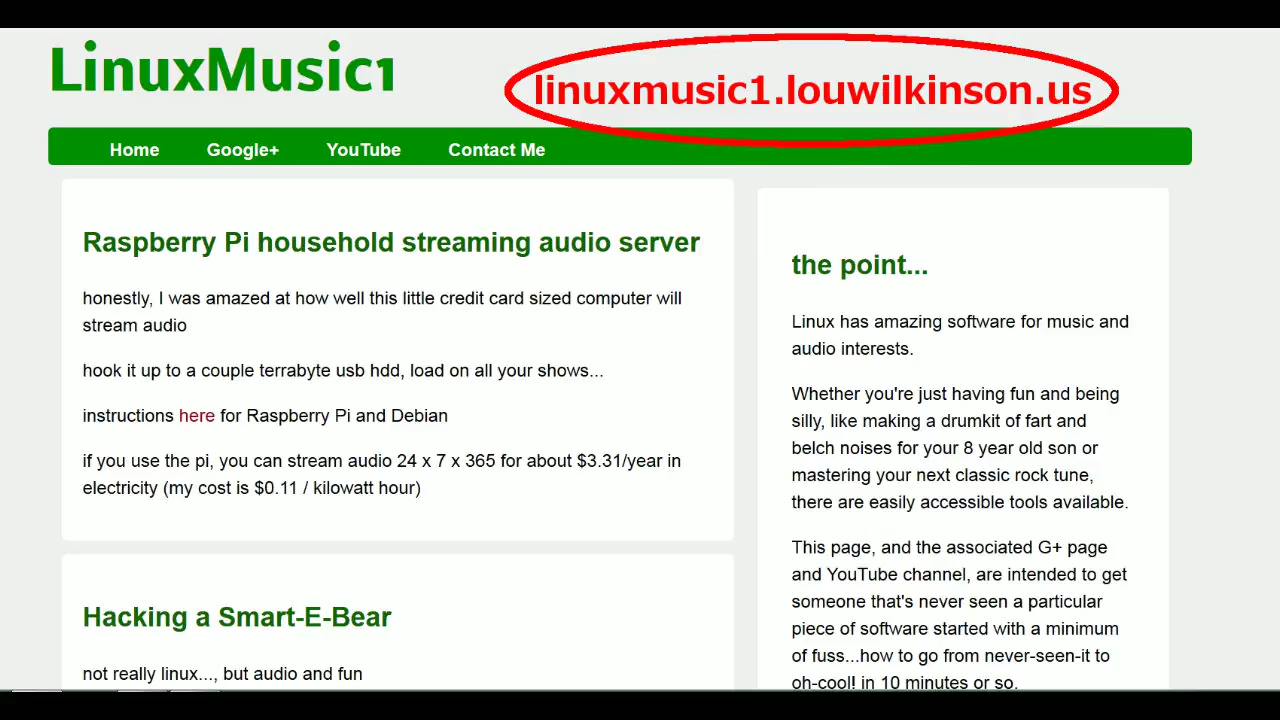 LinuxMusic1
linuxmusic1.louwilkinson.us
Home Google+ YouTube Contact Me
Raspberry Pi household streaming audio server
honestly, I was amazed at how well this little credit card sized computer will
stream audio
hook it up to a couple terrabyte usb hdd, load on all your shows...
instructions here for Raspberry Pi and Debian
if you use the pi, you can stream audio 24 x 7 x 365 for about $3.31/year in
electricity (my cost is $0.11 / kilowatt hour)
Hacking a Smart-E-Bear
not really linux..., but audio and fun
the point...
Linux has amazing software for music and
audio interests.
Whether you're just having fun and being
silly, like making a drumkit of fart and
belch noises for your 8 year old son or
mastering your next classic rock tune,
there are easily accessible tools available.
This page, and the associated G+ page
and YouTube channel, are intended to get
someone that's never seen a particular
piece of software started with a minimum
of fuss...how to go from never-seen-it to
oh-cool! in 10 minutes or so.